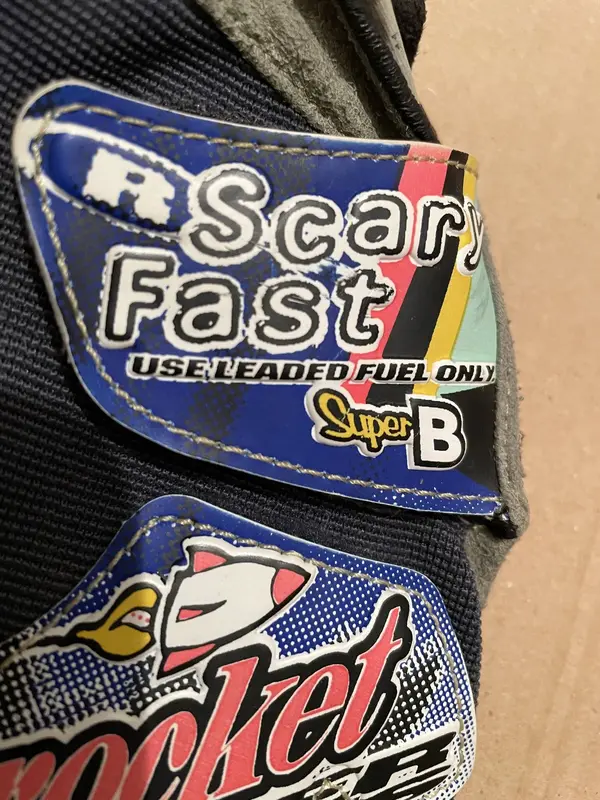 R Scary
Fast
USE LEADED FUEL ONLY
Super B
rocket